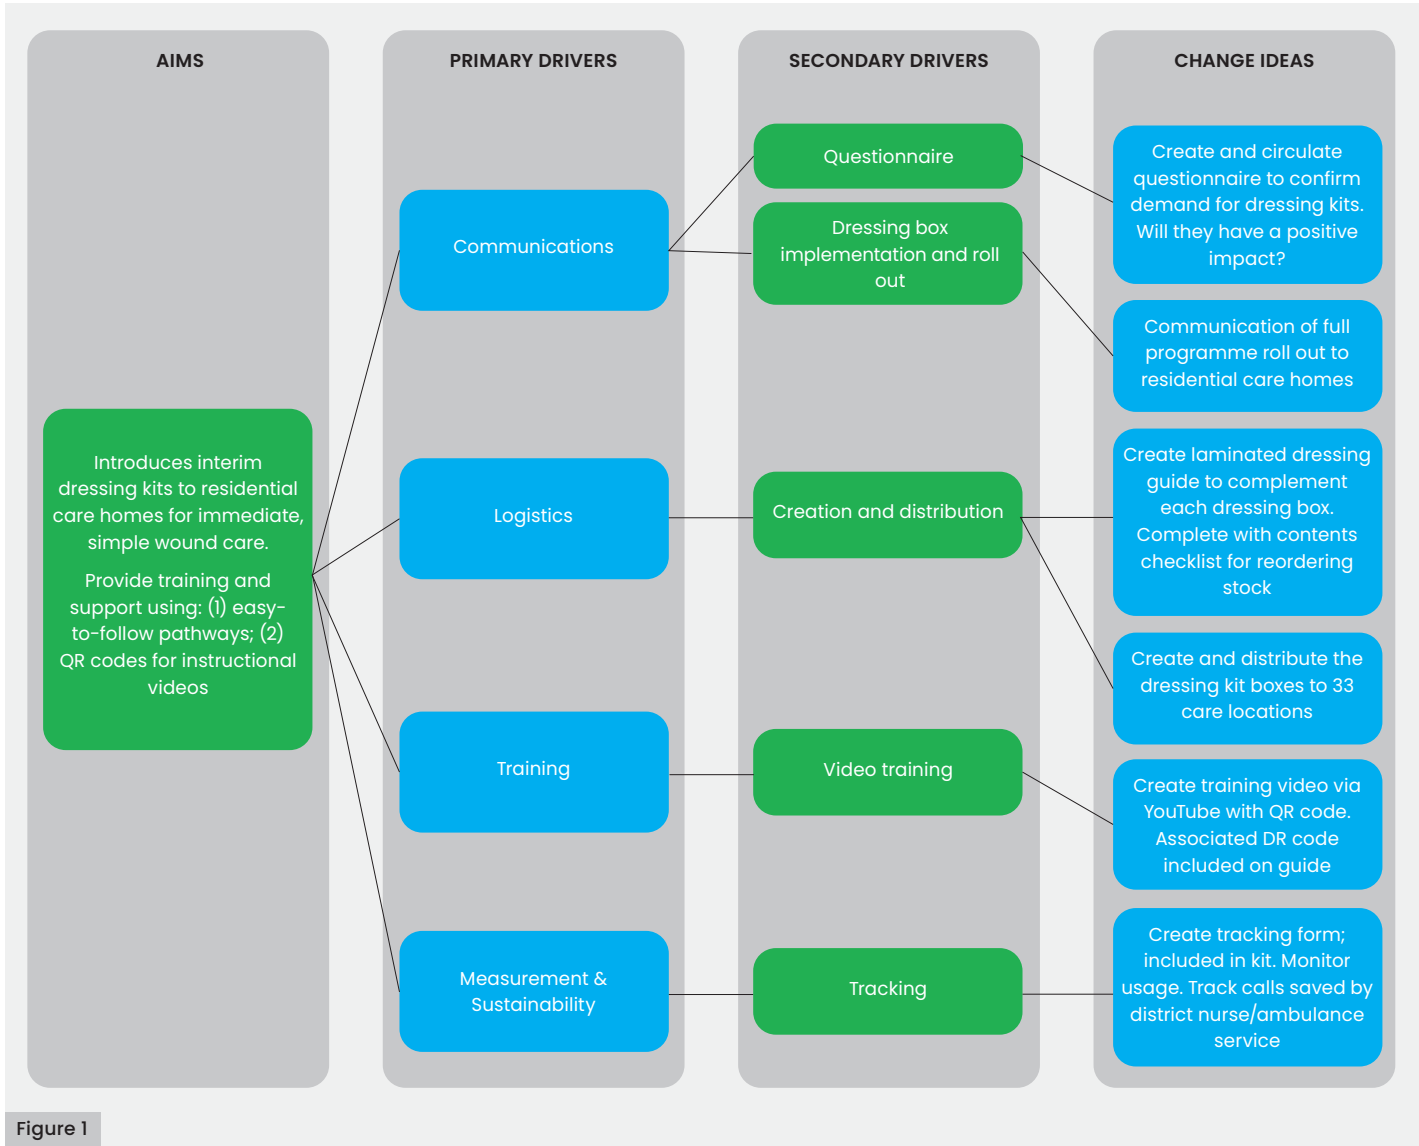 AIMS
PRIMARY DRIVERS
SECONDARY DRIVERS
CHANGE IDEAS
Introduces interim
dressing kits to residential
care homes for immediate,
simple wound care.
Provide training and
support using: (1) easy-
to-follow pathways; (2)
QR codes for instructional
videos
Communications
Logistics
Training
Measurement &
Sustainability
Questionnaire
Dressing box
implementation and roll
out
Creation and distribution
Video training
Tracking
Create and circulate
questionnaire to confirm
demand for dressing kits.
Will they have a positive
impact?
Communication of full
programme roll out to
residential care homes
Create laminated dressing
guide to complement
each dressing box.
Complete with contents
checklist for reordering
stock
Create and distribute the
dressing kit boxes to 33
care locations
Create training video via
YouTube with QR code.
Associated DR code
included on guide
Create tracking form;
included in kit. Monitor
usage. Track calls saved by
district nurse/ambulance
service
Figure 1